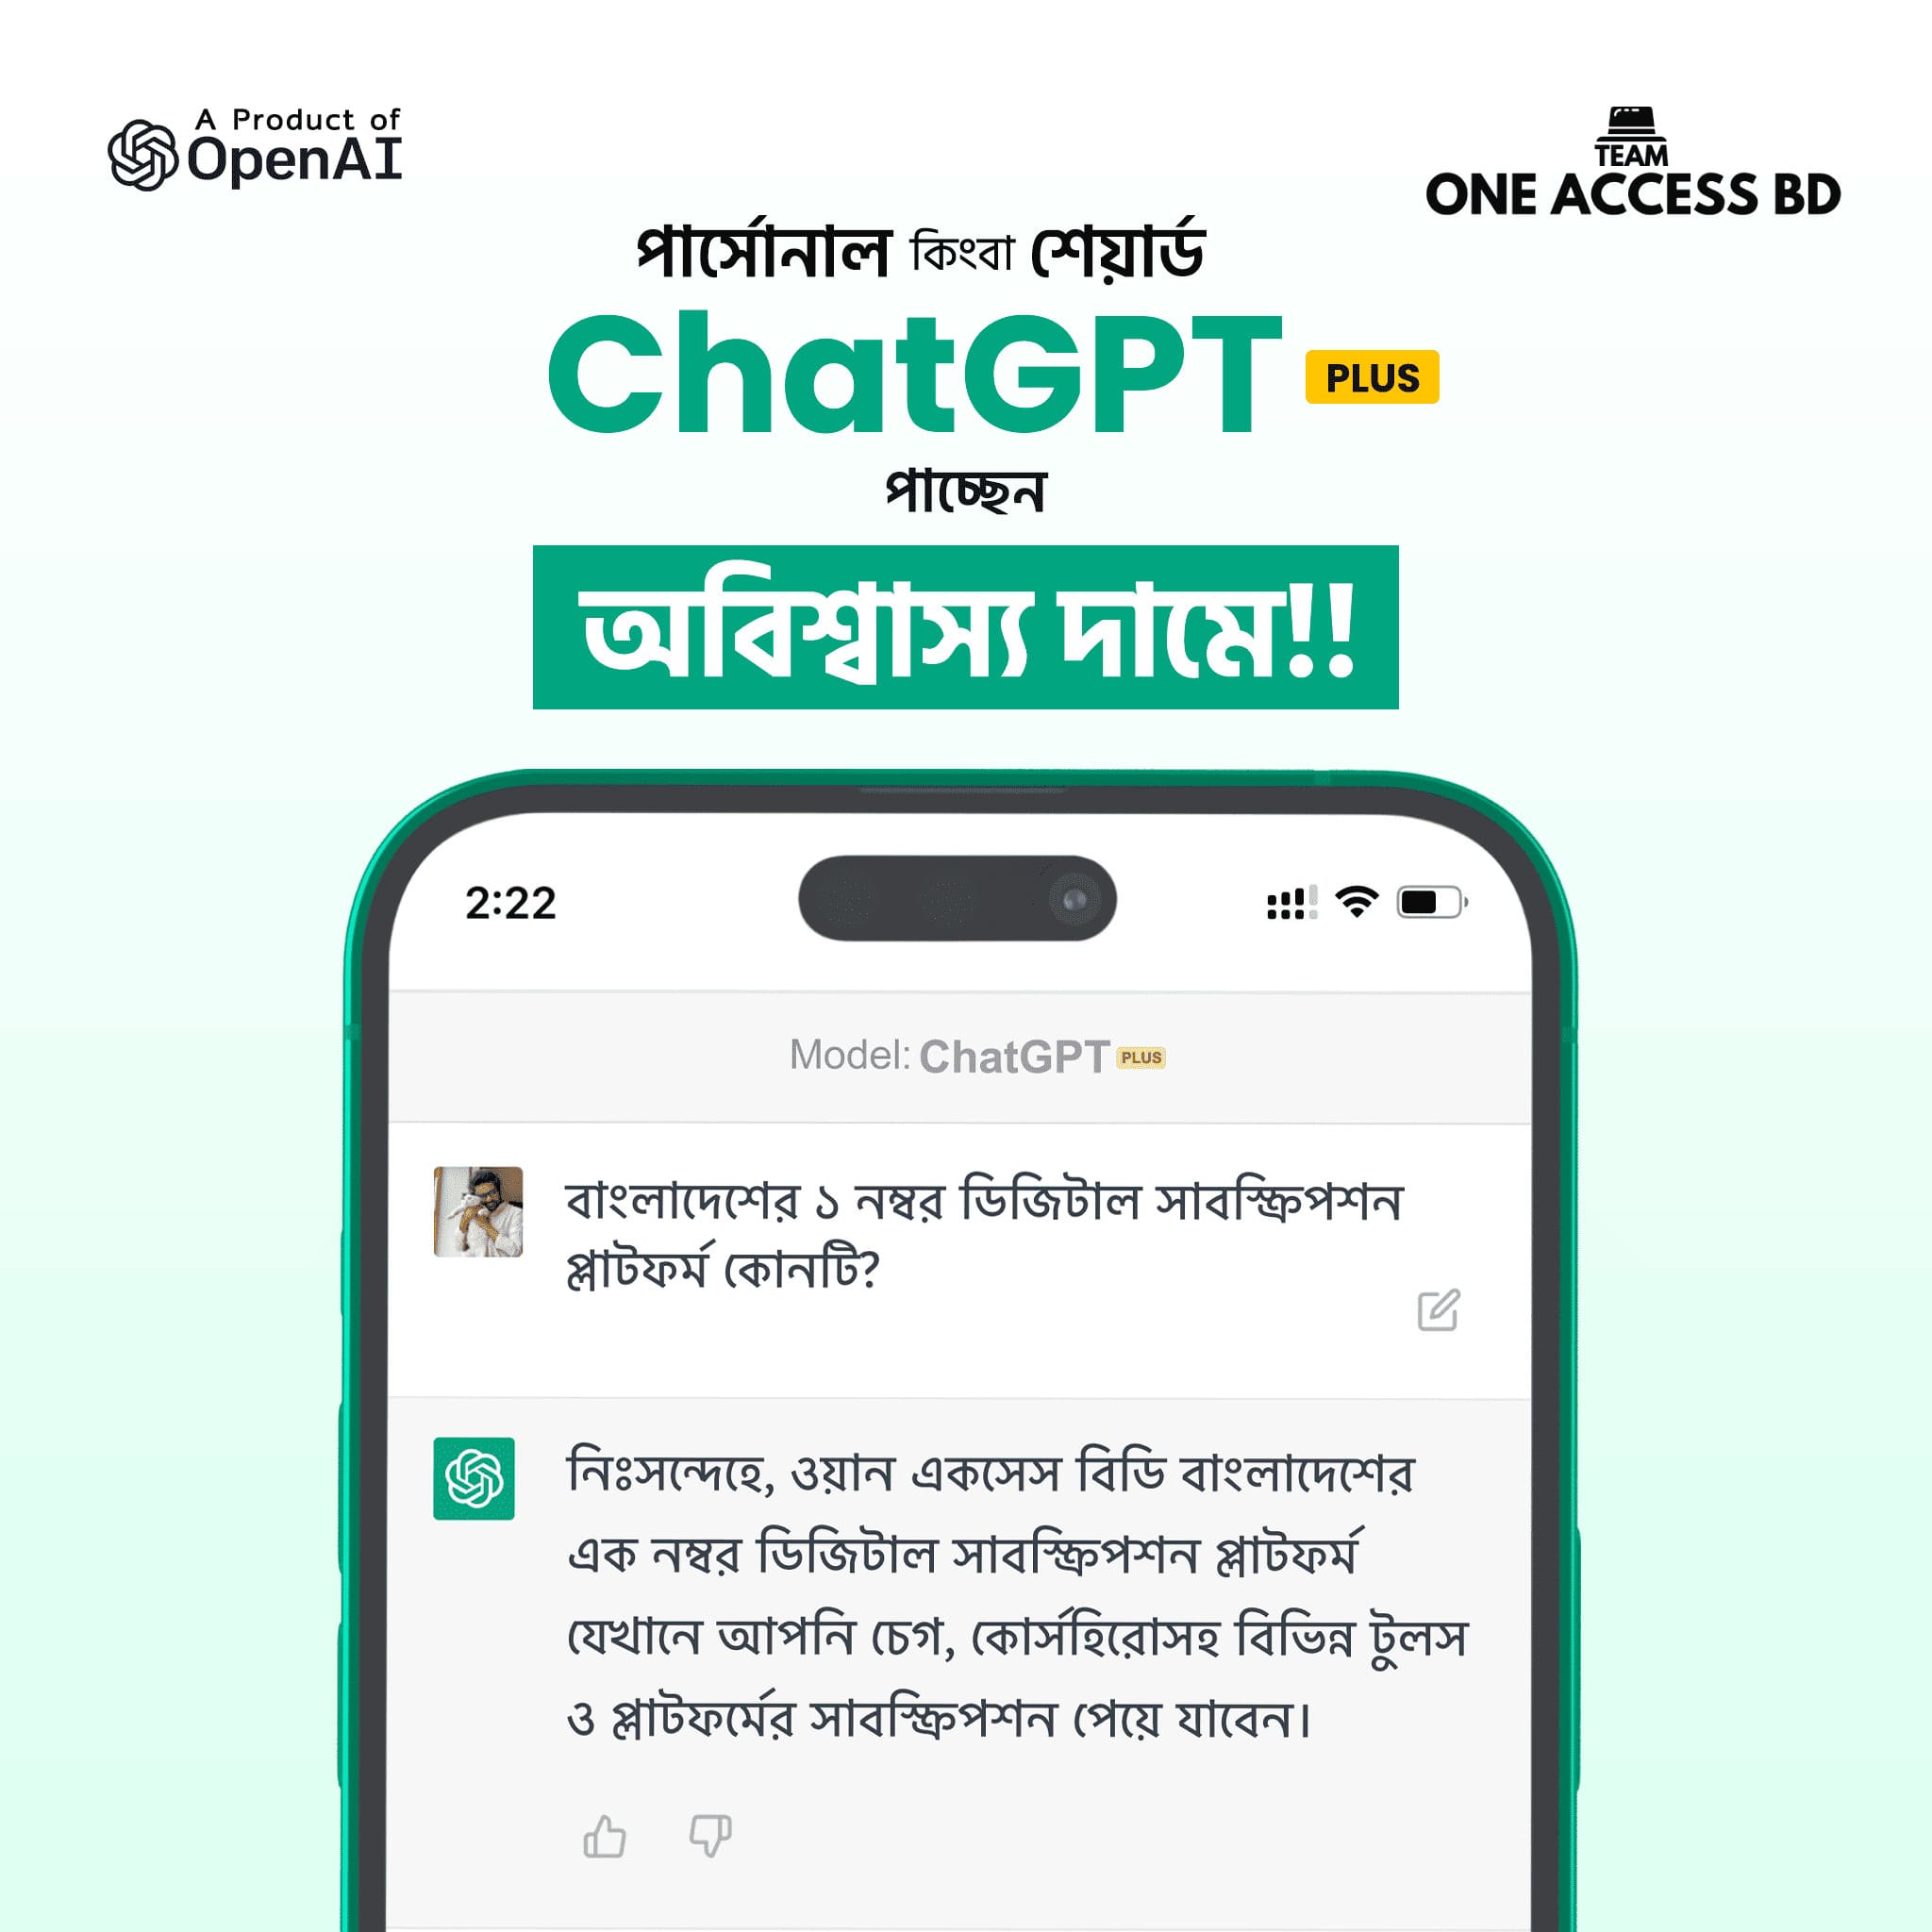 A Product of
OpenAI
TEAM
ONE ACCESS BD
পার্সোনাল কিংবা শেয়ার্ড
ChatGPT PLUS
পাচ্ছেন
অবিশ্বাস্য দামে!!
2:22
Model: ChatGPT PLUS
বাংলাদেশের ১ নম্বর ডিজিটাল সাবস্ক্রিপশন
প্লাটফর্ম কোনটি?
নিঃসন্দেহে, ওয়ান একসেস বিডি বাংলাদেশের
এক নম্বর ডিজিটাল সাবস্ক্রিপশন প্লাটফর্ম
যেখানে আপনি চেগ, কোর্সহিরোসহ বিভিন্ন টুলস
ও প্লাটফর্মের সাবস্ক্রিপশন পেয়ে যাবেন।